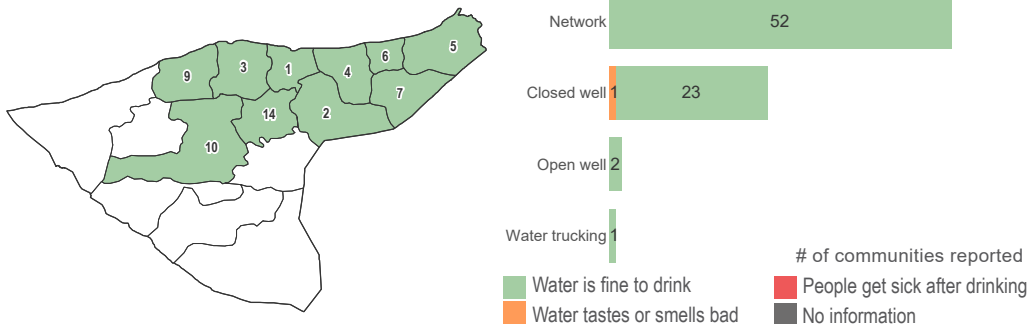 5
6
4
1
3
9
7
2
14
10
Network 52
Closed well 1 23
Open well 2
Water trucking 1
# of communities reported
Water is fine to drink
People get sick after drinking
Water tastes or smells bad
No information